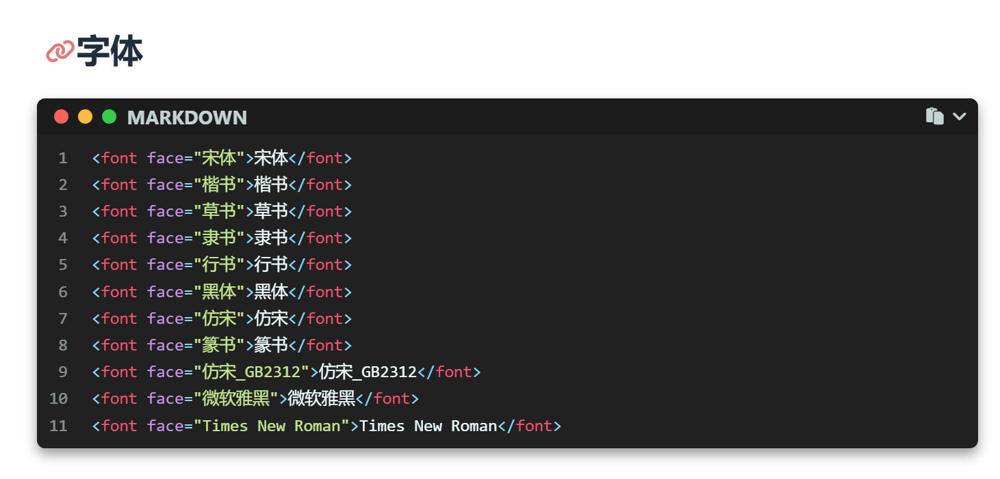 字体
MARKDOWN
1 <font face="宋体">宋体</font>
2 <font face="楷书">楷书</font>
3 <font face="草书">草书</font>
4 <font face="隶书">隶书</font>
5 <font face="行书">行书</font>
6 <font face="黑体">黑体</font>
7 <font face="仿宋">仿宋</font>
8 <font face="篆书">篆书</font>
9 <font face="仿宋_GB2312">仿宋_GB2312</font>
10 <font face="微软雅黑">微软雅黑</font>
11 <font face="Times New Roman">Times New Roman</font>